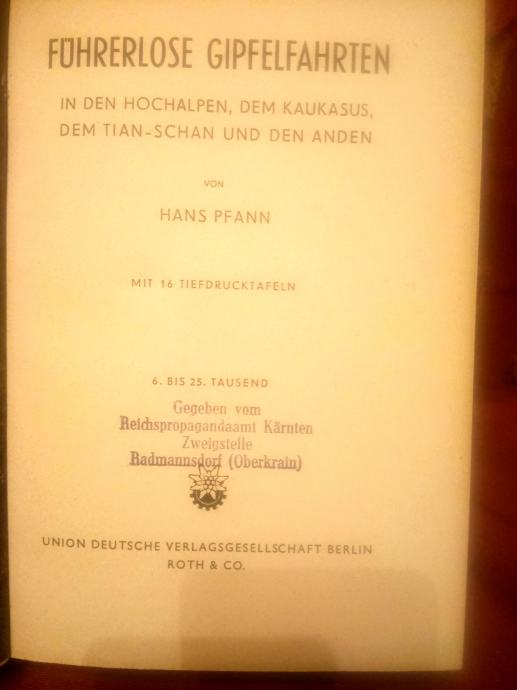 FÜHRERLOSE GIPFELFAHRTEN
IN DEN HOCHALPEN, DEM KAUKASUS,
DEM TIAN-SCHAN UND DEN ANDEN
VON
HANS PFANN
MIT 16 TIEFDRUCKTAFELN
6. BIS 25. TAUSEND
Gegeben vom
Reichspropagandaamt Kärnten
Zweigstelle
Radmannsdorf (Oberkrain)
UNION DEUTSCHE VERLAGSGESELLSCHAFT BERLIN
ROTH & CO.